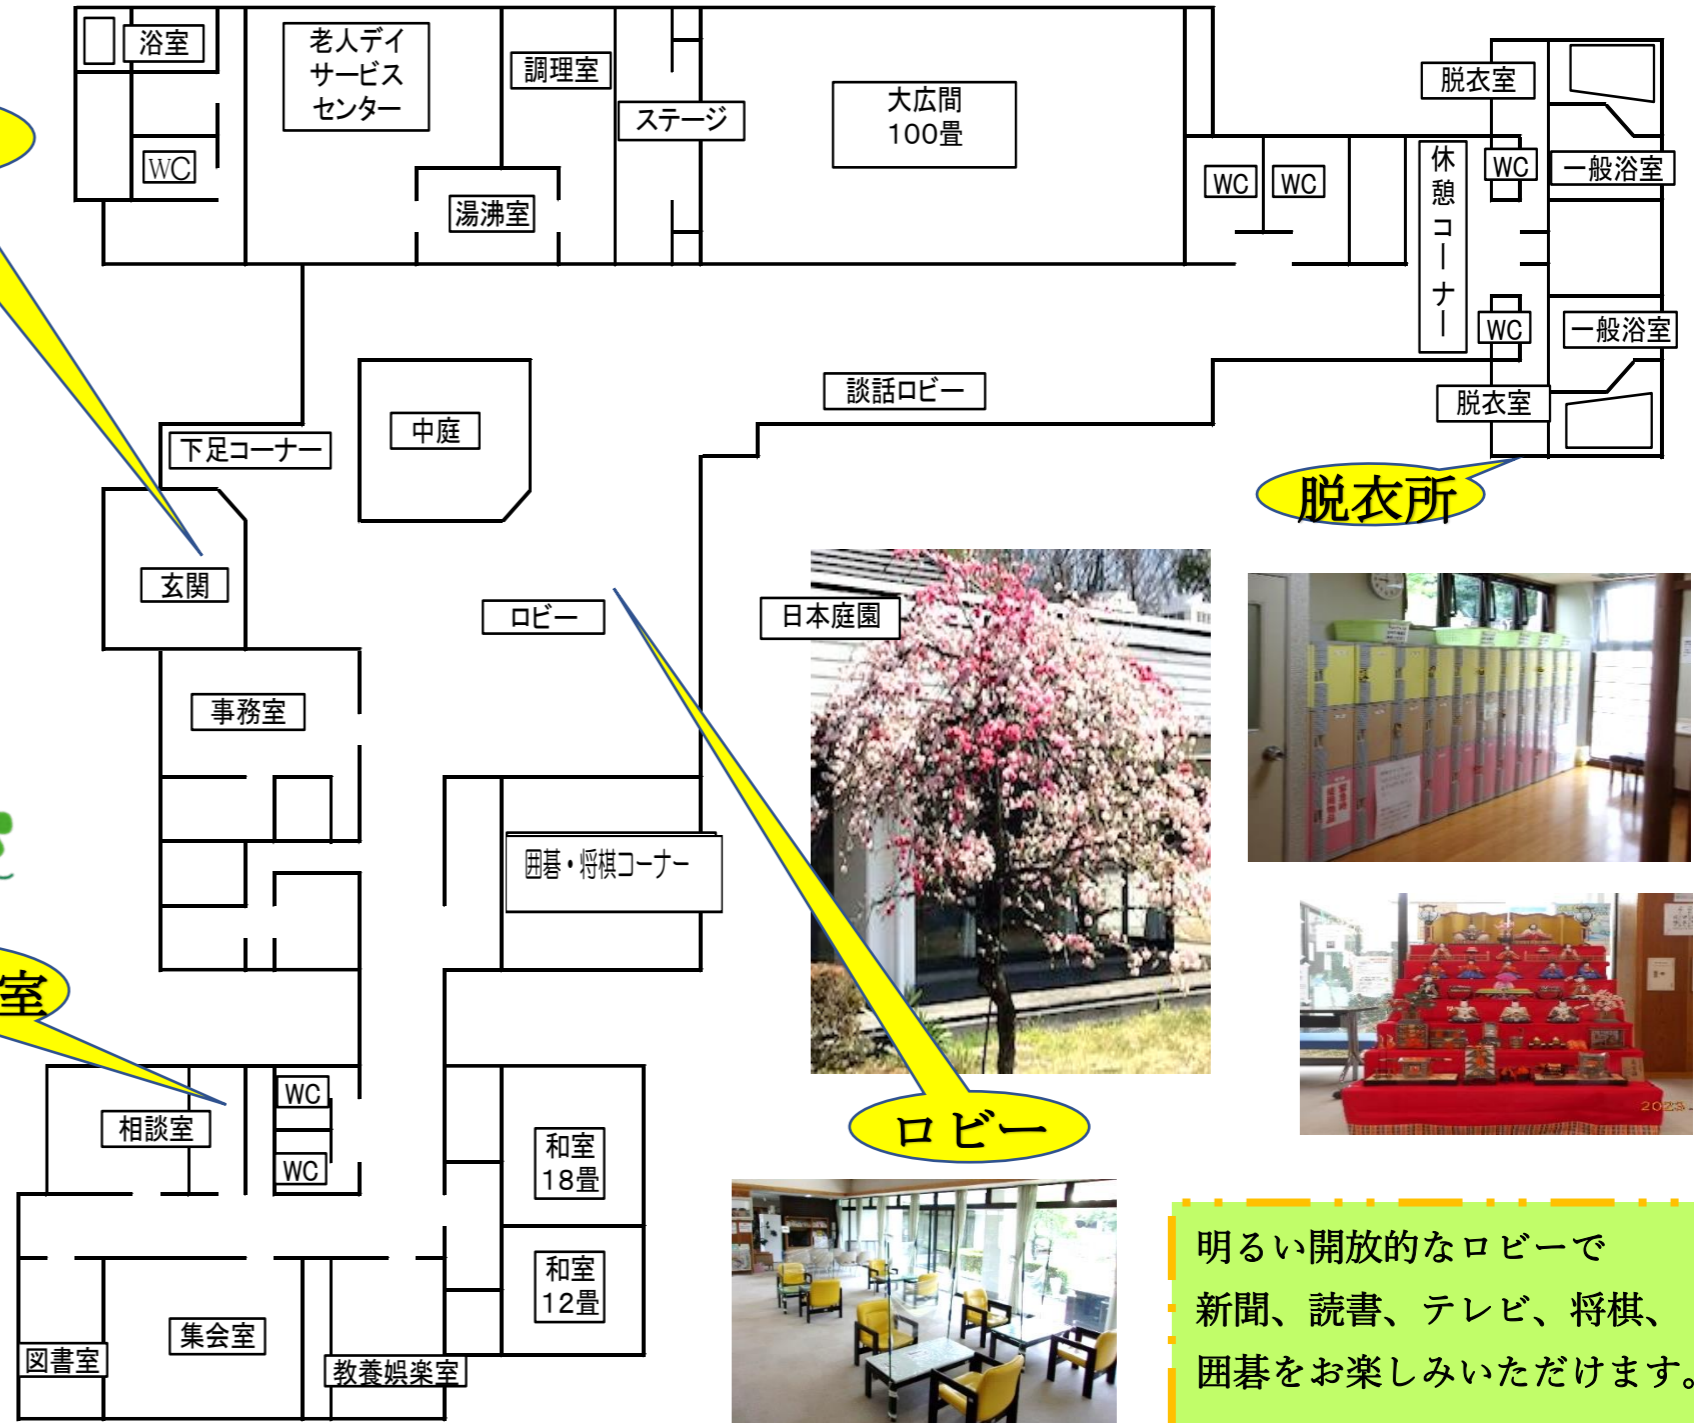 浴室
老人デイ
サービス
センター
調理室
ステージ
大広間
100畳
脱衣室
WC
湯沸室
WC
WC
休憩コーナー
WC
一般浴室
WC
一般浴室
談話ロビー
脱衣室
下足コーナー
中庭
脱衣所
玄関
ロビー
日本庭園
事務室
囲碁・将棋コーナー
室
相談室
WC
WC
和室
18畳
ロビー
和室
12畳
図書室
集会室
教養娯楽室
2023.
明るい開放的なロビーで
新聞、読書、テレビ、将棋、
囲碁をお楽しみいただけます。